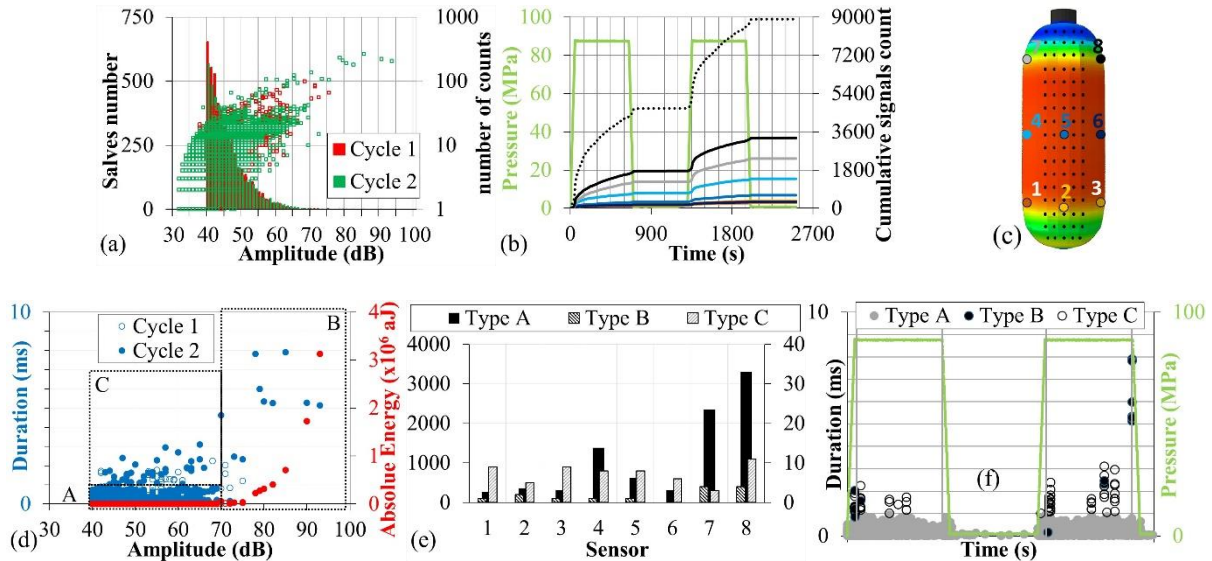 750
500
250
0
Salves number
1000
100
10
1
number of counts
Cycle 1
Cycle 2
30 40 50 60 70 80 90 100
Amplitude (dB)
(a)
100
80
60
40
20
0
Pressure (MPa)
9000
7200
5400
3600
1800
0
Cumulative signals count
0 900 1800 2700
Time (s)
(b)
8
4 5 6
1 2 3
(c)
10
0
Duration (ms)
Cycle 1
Cycle 2
B
C
A
4
3
2
1
0
Absolue Energy (x10⁶ aJ)
30 40 50 60 70 80 90 100
Amplitude (dB)
(d)
Type A Type B Type C
4000
3000
2000
1000
0
40
30
20
10
0
1 2 3 4 5 6 7 8
Sensor
(e)
Type A Type B Type C
10
0
Duration (ms)
100
0
Pressure (MPa)
(f)
Time (s)